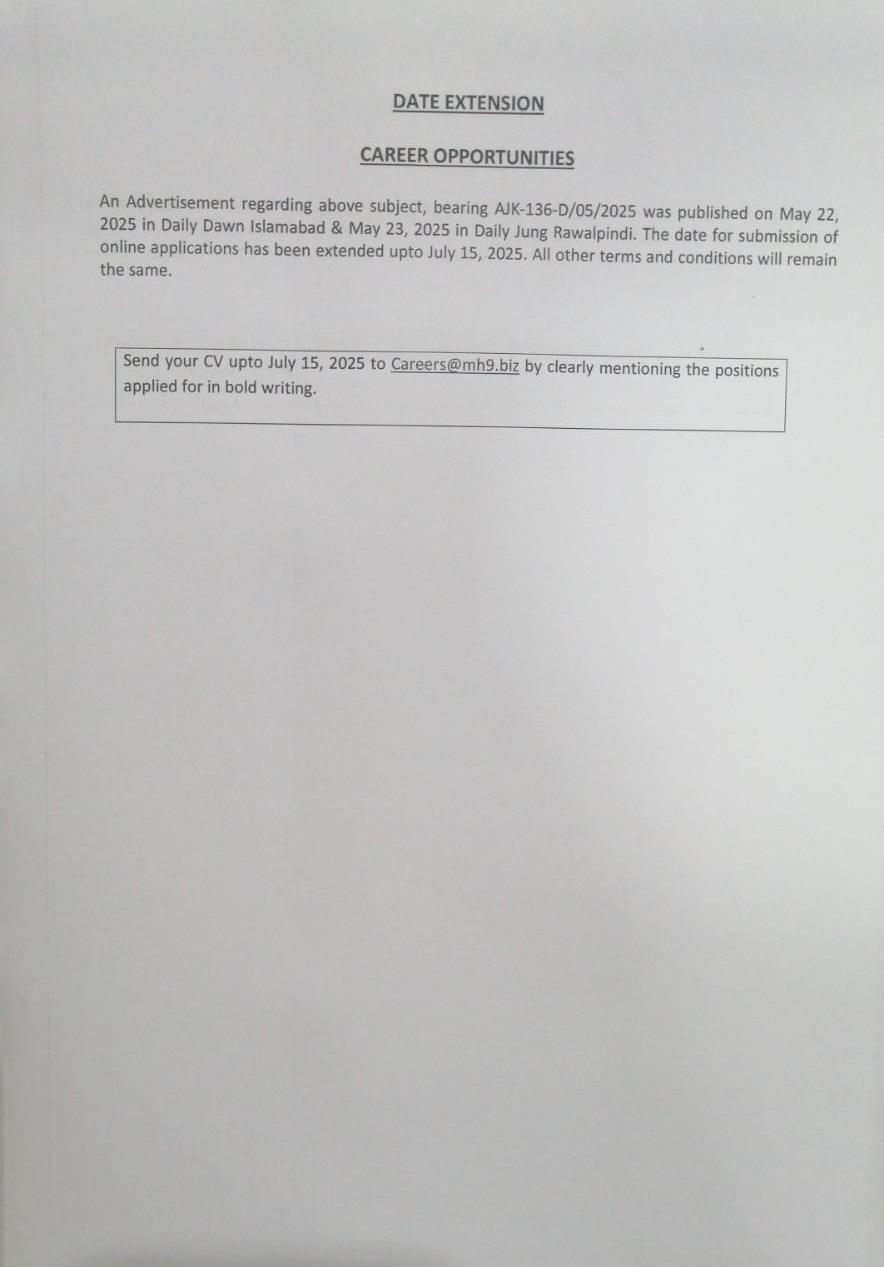 DATE EXTENSION
CAREER OPPORTUNITIES
An Advertisement regarding above subject, bearing AJK-136-D/05/2025 was published on May 22,
2025 in Daily Dawn Islamabad & May 23, 2025 in Daily Jung Rawalpindi. The date for submission of
online applications has been extended upto July 15, 2025. All other terms and conditions will remain
the same.
Send your CV upto July 15, 2025 to Careers@mh9.biz by clearly mentioning the positions
applied for in bold writing.